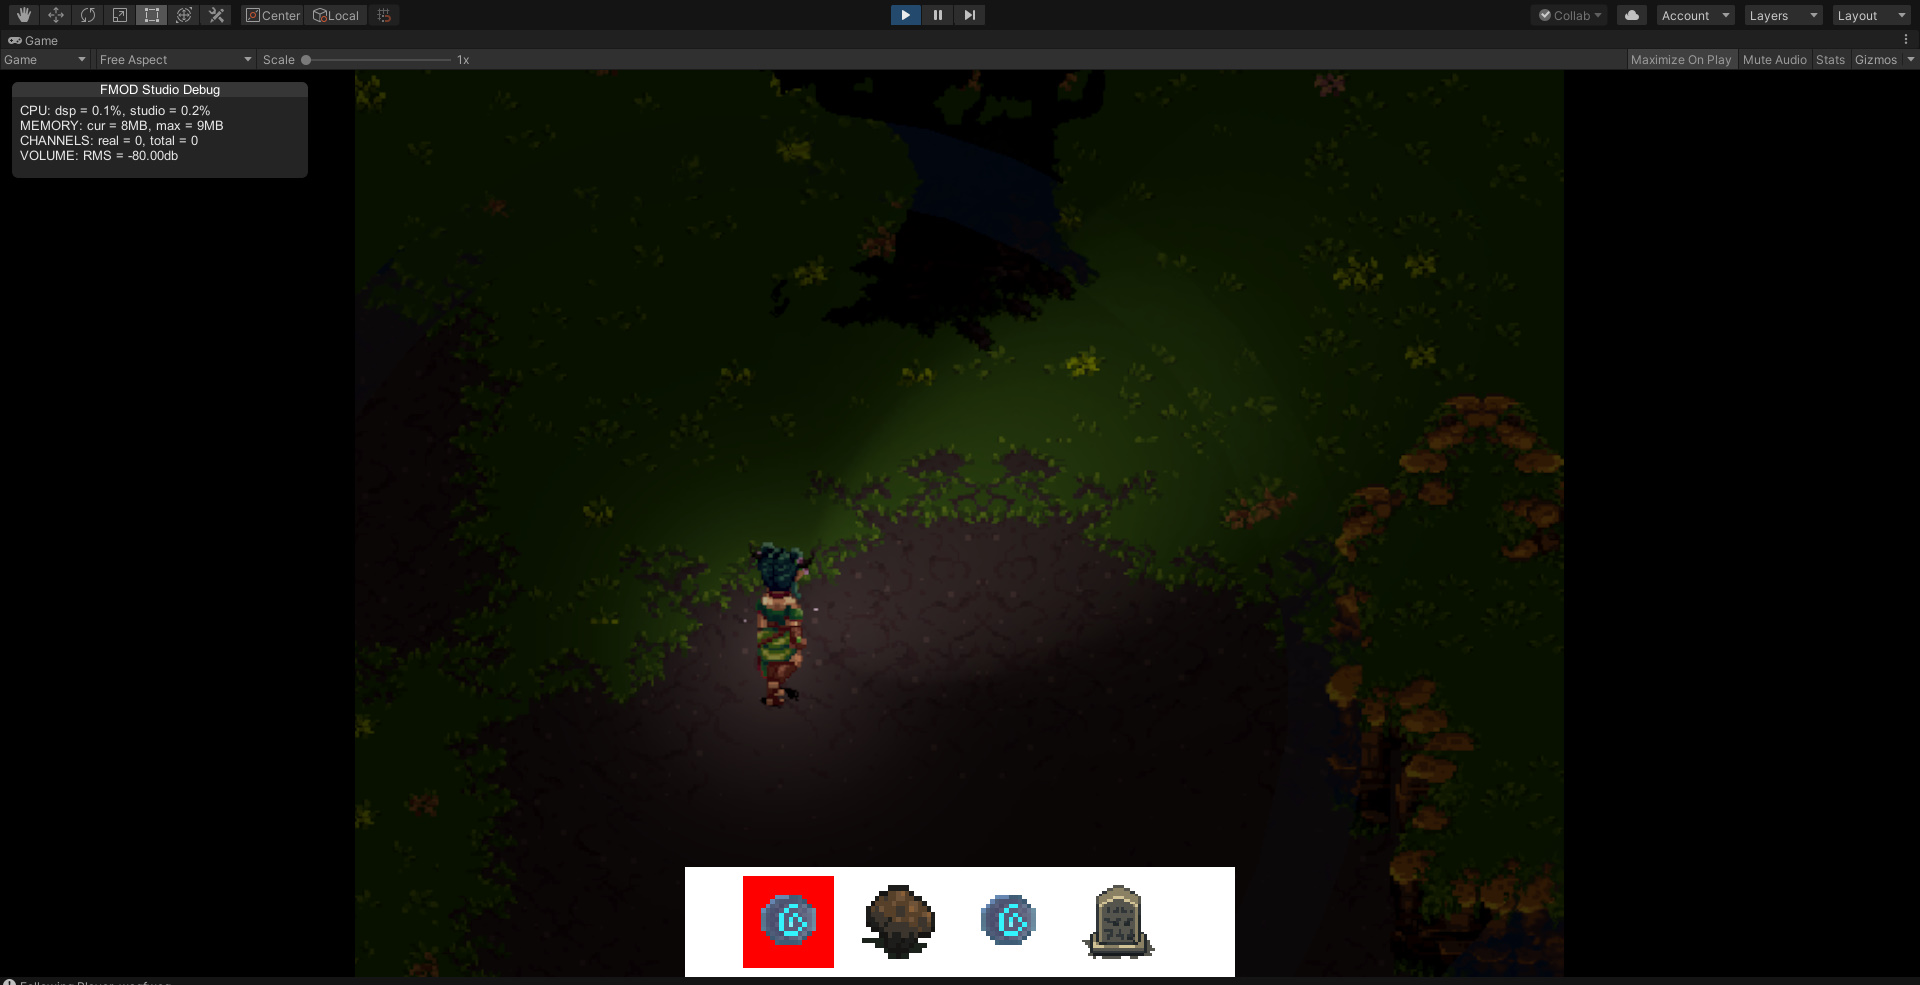 Center
Local
Collab
Account
Layers
Layout
Game
Game
Free Aspect
Scale
1x
Maximize On Play
Mute Audio
Stats
Gizmos
FMOD Studio Debug
CPU: dsp = 0.1%, studio = 0.2%
MEMORY: cur = 8MB, max = 9MB
CHANNELS: real = 0, total = 0
VOLUME: RMS = -80.00db
Following Player